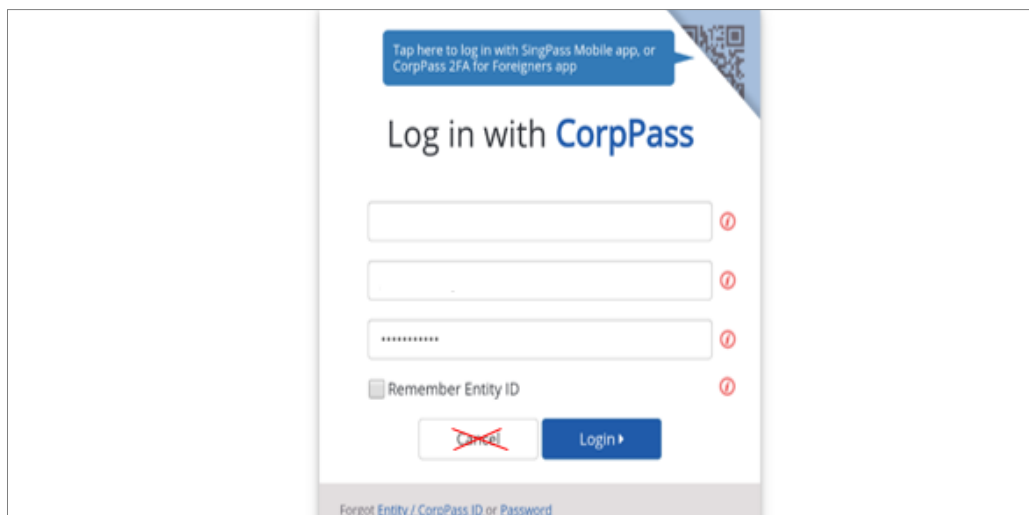 Tap here to log in with SingPass Mobile app, or
CorpPass 2FA for Foreigners app
Log in with CorpPass
•••••••••••
Remember Entity ID
Cancel
Login
Forgot Entity / CorpPass ID or Password